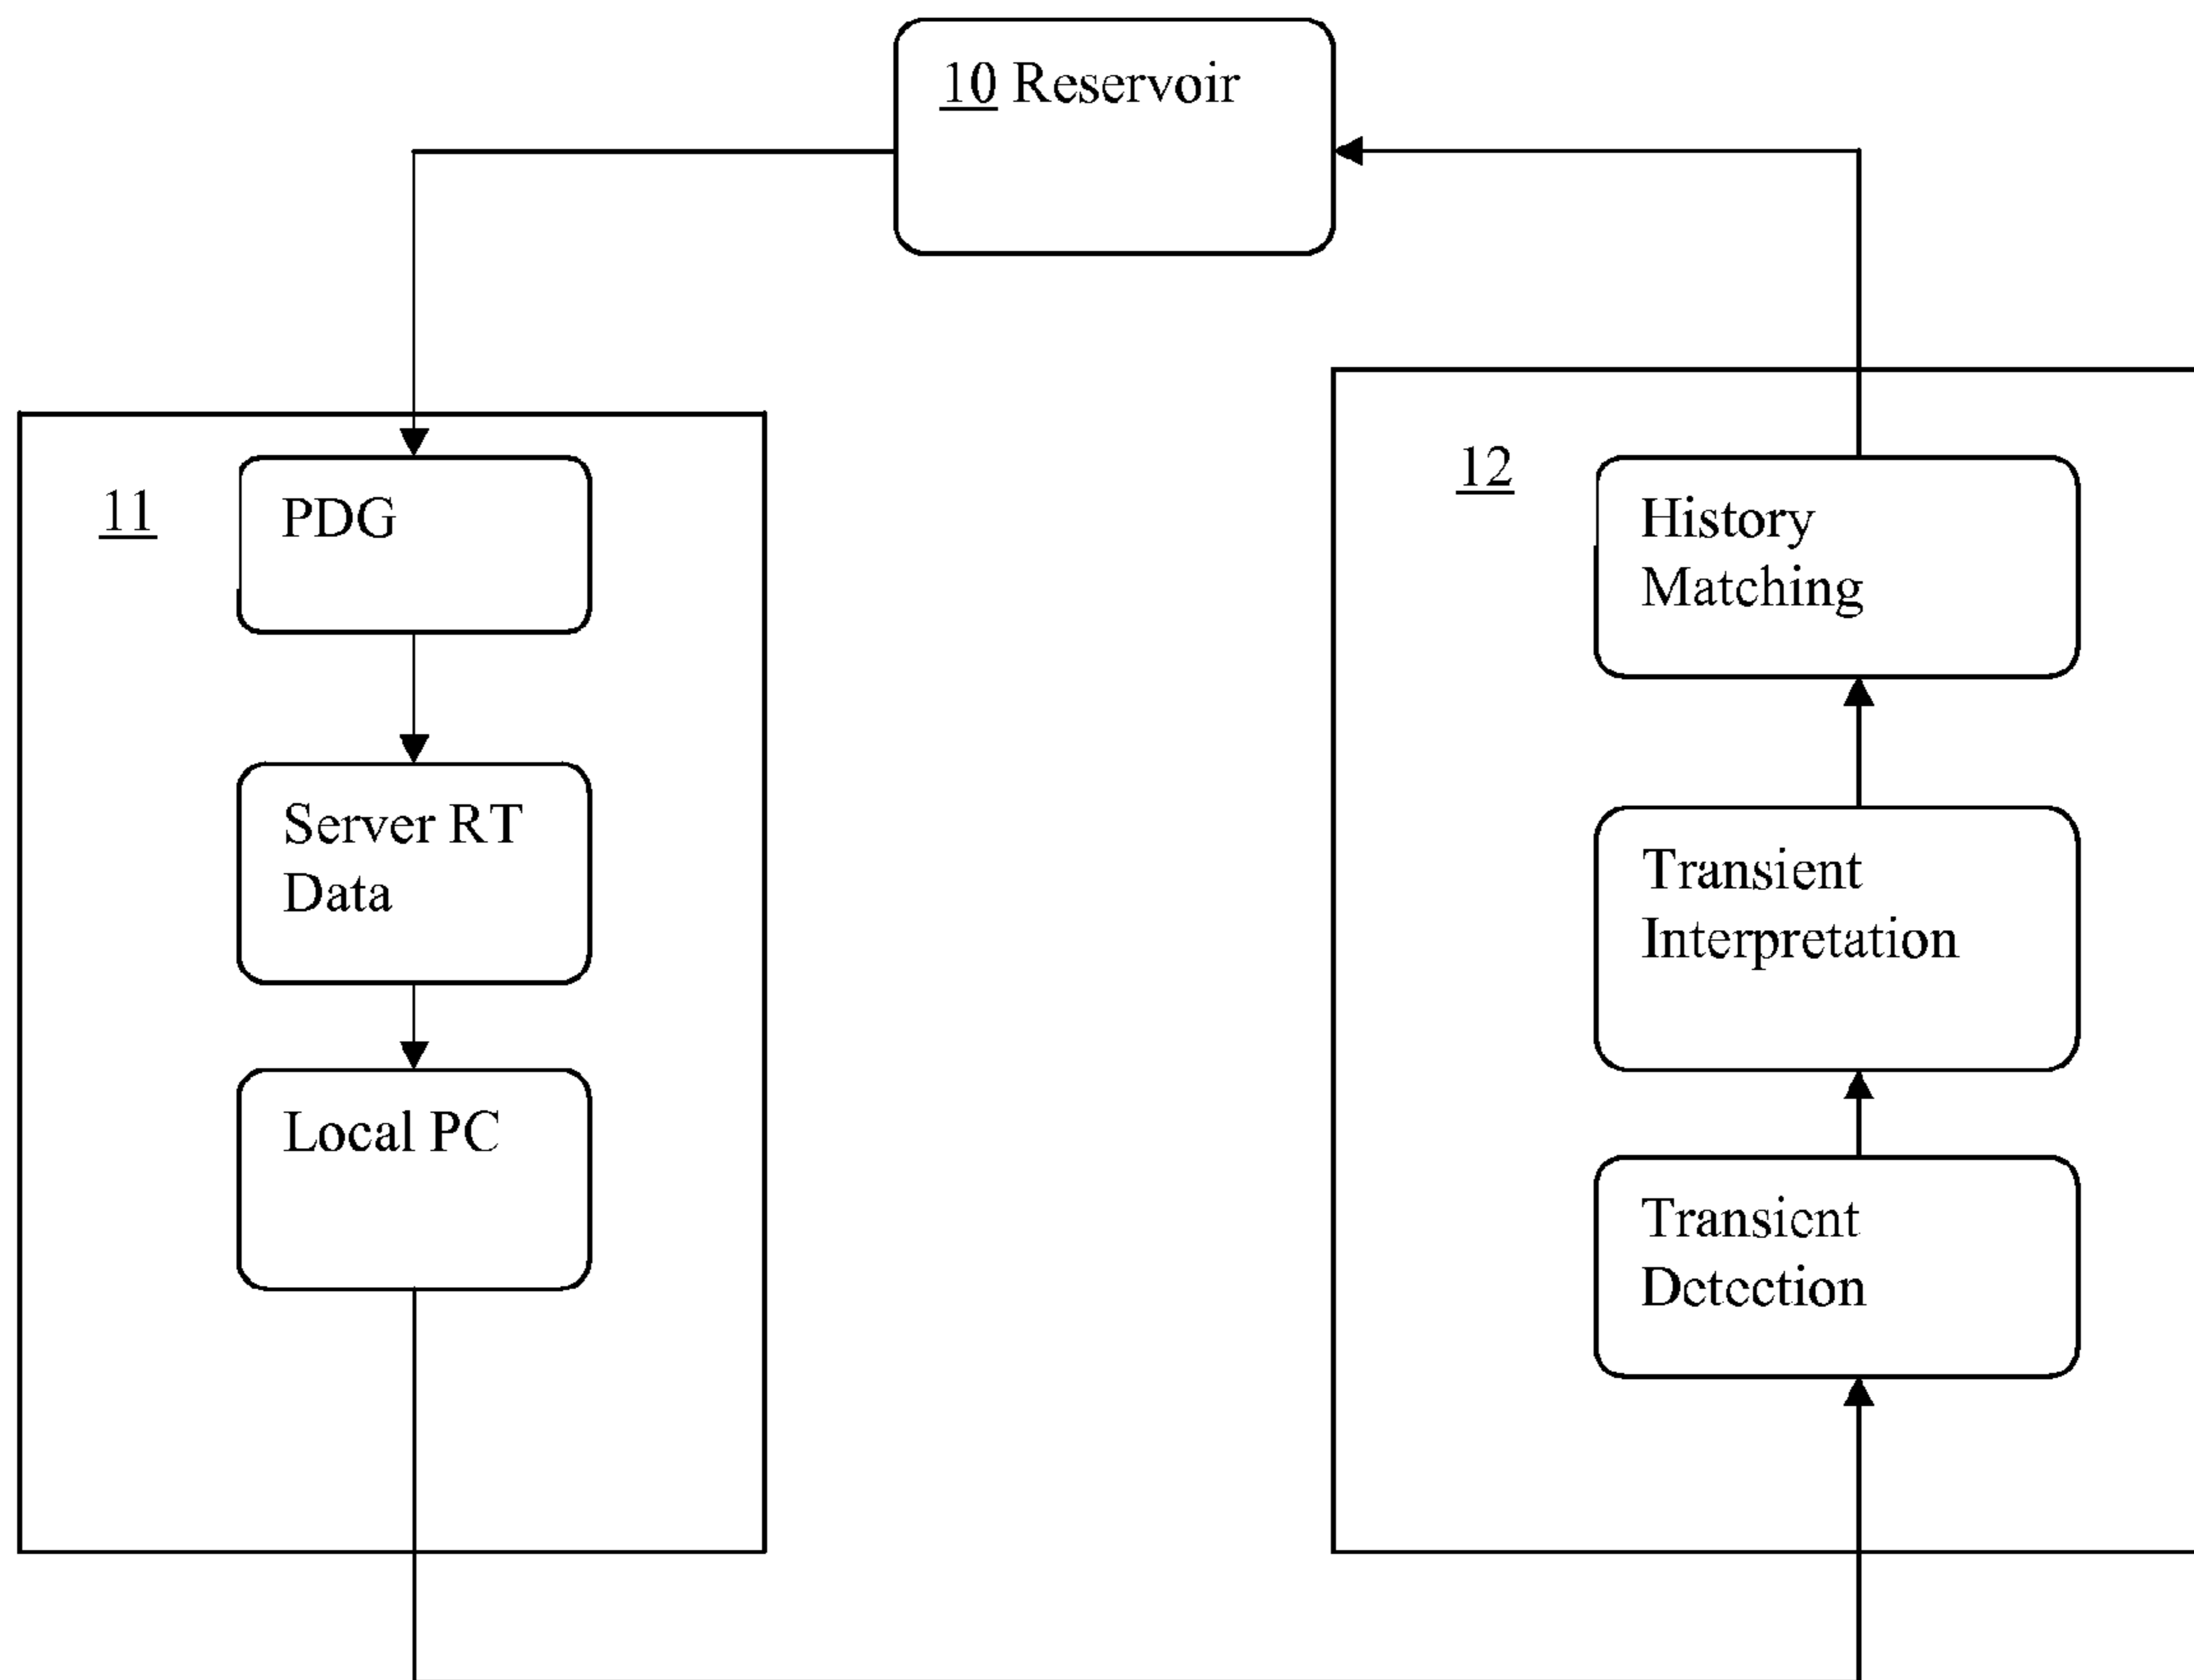 10 Reservoir
11
PDG
Server RT
Data
Local PC
12
History
Matching
Transient
Interpretation
Transient
Detection